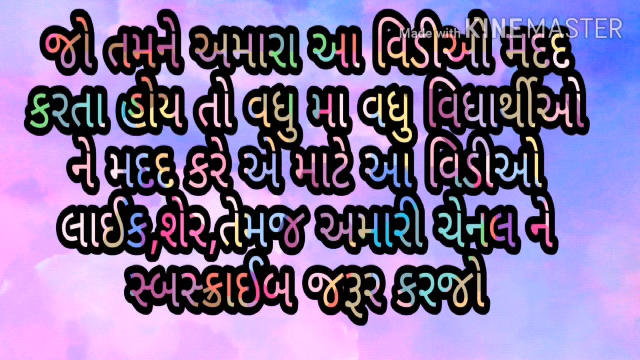 Made with KINEMASTER
જો તમને અમારા આ વિડીઓ મદદ
કરતા હોય તો વધુ મા વધુ વિધાર્થીઓ
ને મદદ કરે એ માટે આ વિડીઓ
લાઈક,શેર,તેમજ અમારી ચેનલ ને
સ્બસ્ક્રાઈબ જરૂર કરજો